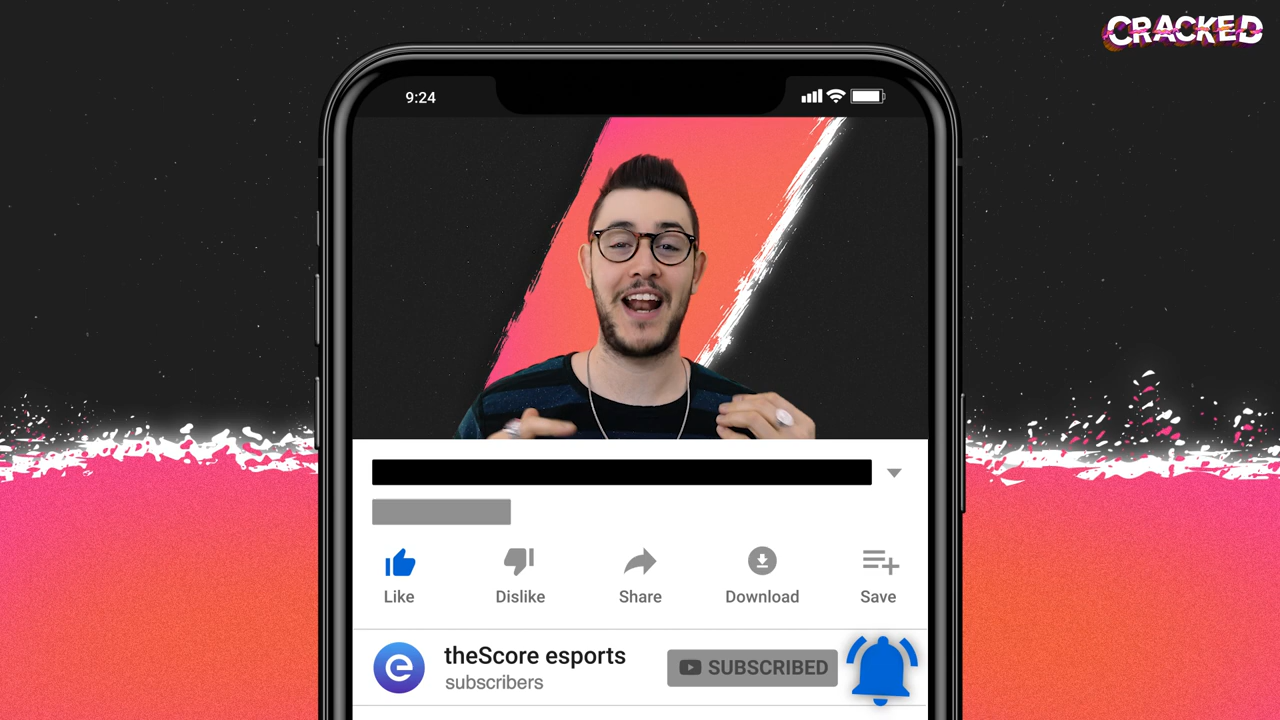 CRACKED
9:24
Like
Dislike
Share
Download
Save
theScore esports
SUBSCRIBED
subscribers